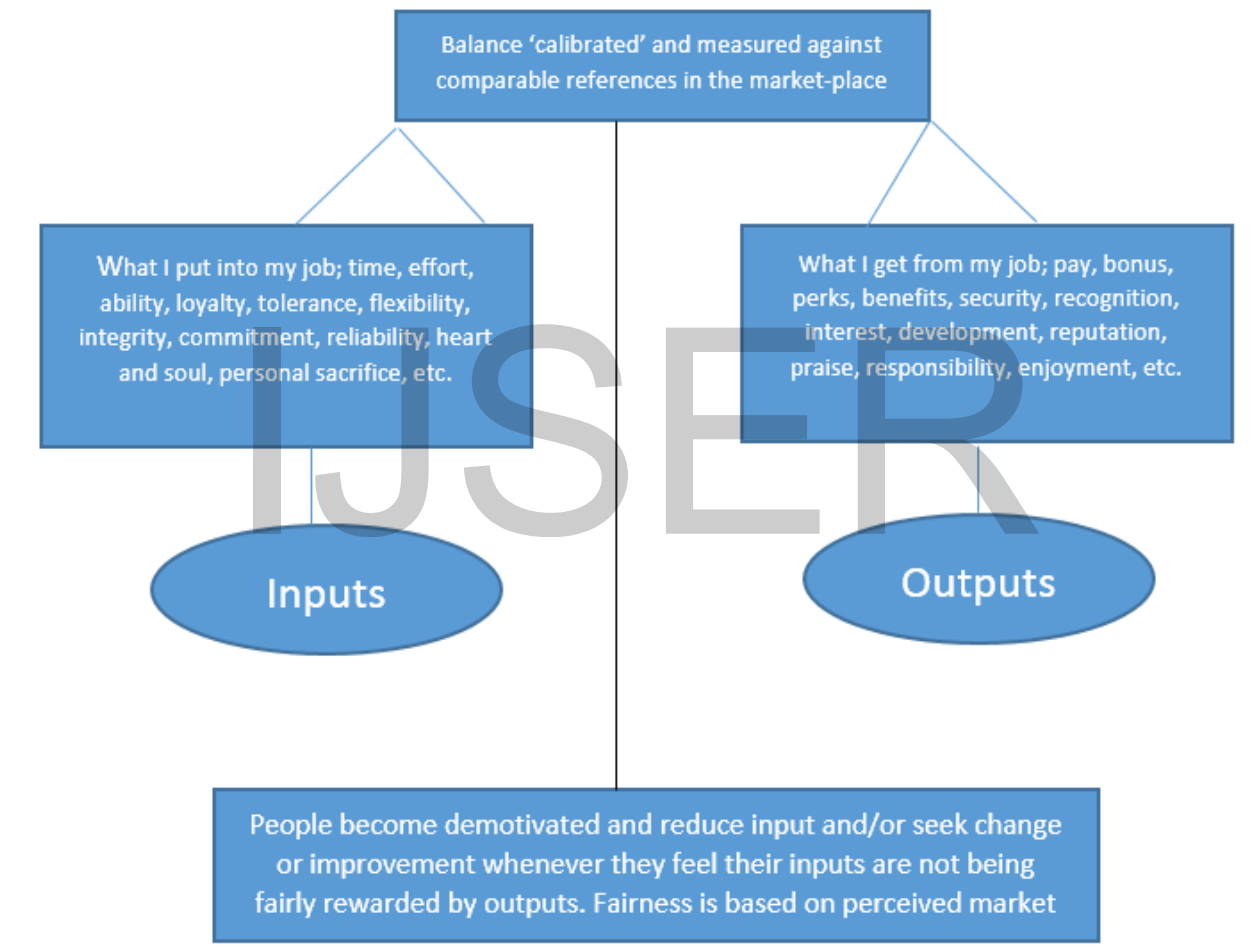 Balance ‘calibrated’ and measured against
comparable references in the market-place
What I put into my job; time, effort,
ability, loyalty, tolerance, flexibility,
integrity, commitment, reliability, heart
and soul, personal sacrifice, etc.
What I get from my job; pay, bonus,
perks, benefits, security, recognition,
interest, development, reputation,
praise, responsibility, enjoyment, etc.
IJSER
Inputs
Outputs
People become demotivated and reduce input and/or seek change
or improvement whenever they feel their inputs are not being
fairly rewarded by outputs. Fairness is based on perceived market